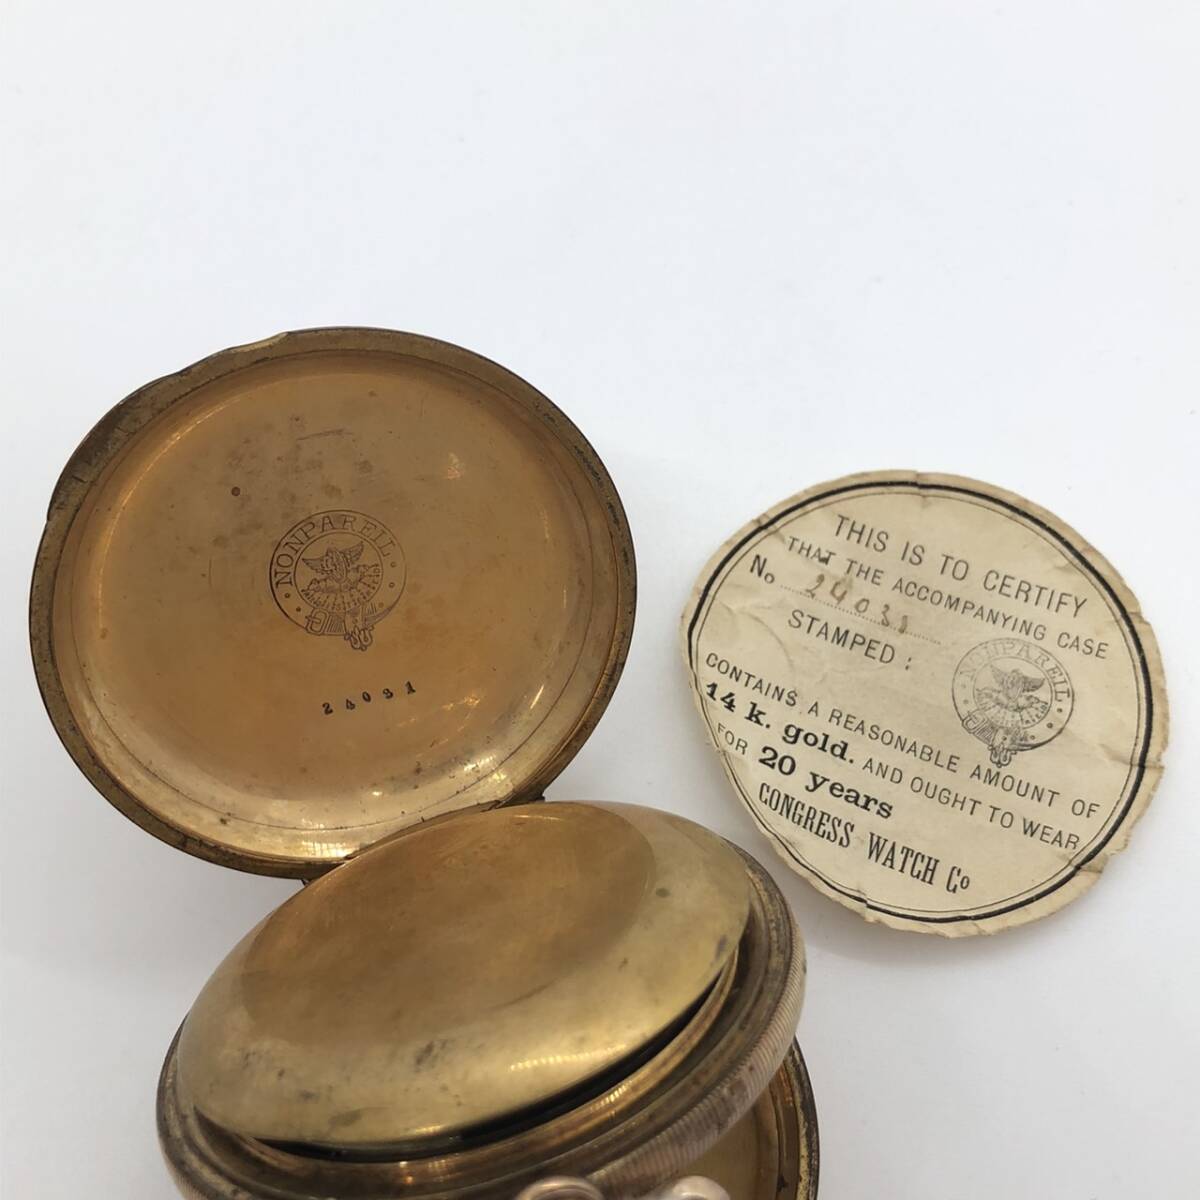 NONPAREIL
24031
THIS IS TO CERTIFY
THAT THE ACCOMPANYING CASE
No 24031
STAMPED:
NONPAREIL
CONTAINS A REASONABLE AMOUNT OF
14 k. gold. AND OUGHT TO WEAR
FOR 20 years
CONGRESS WATCH Co